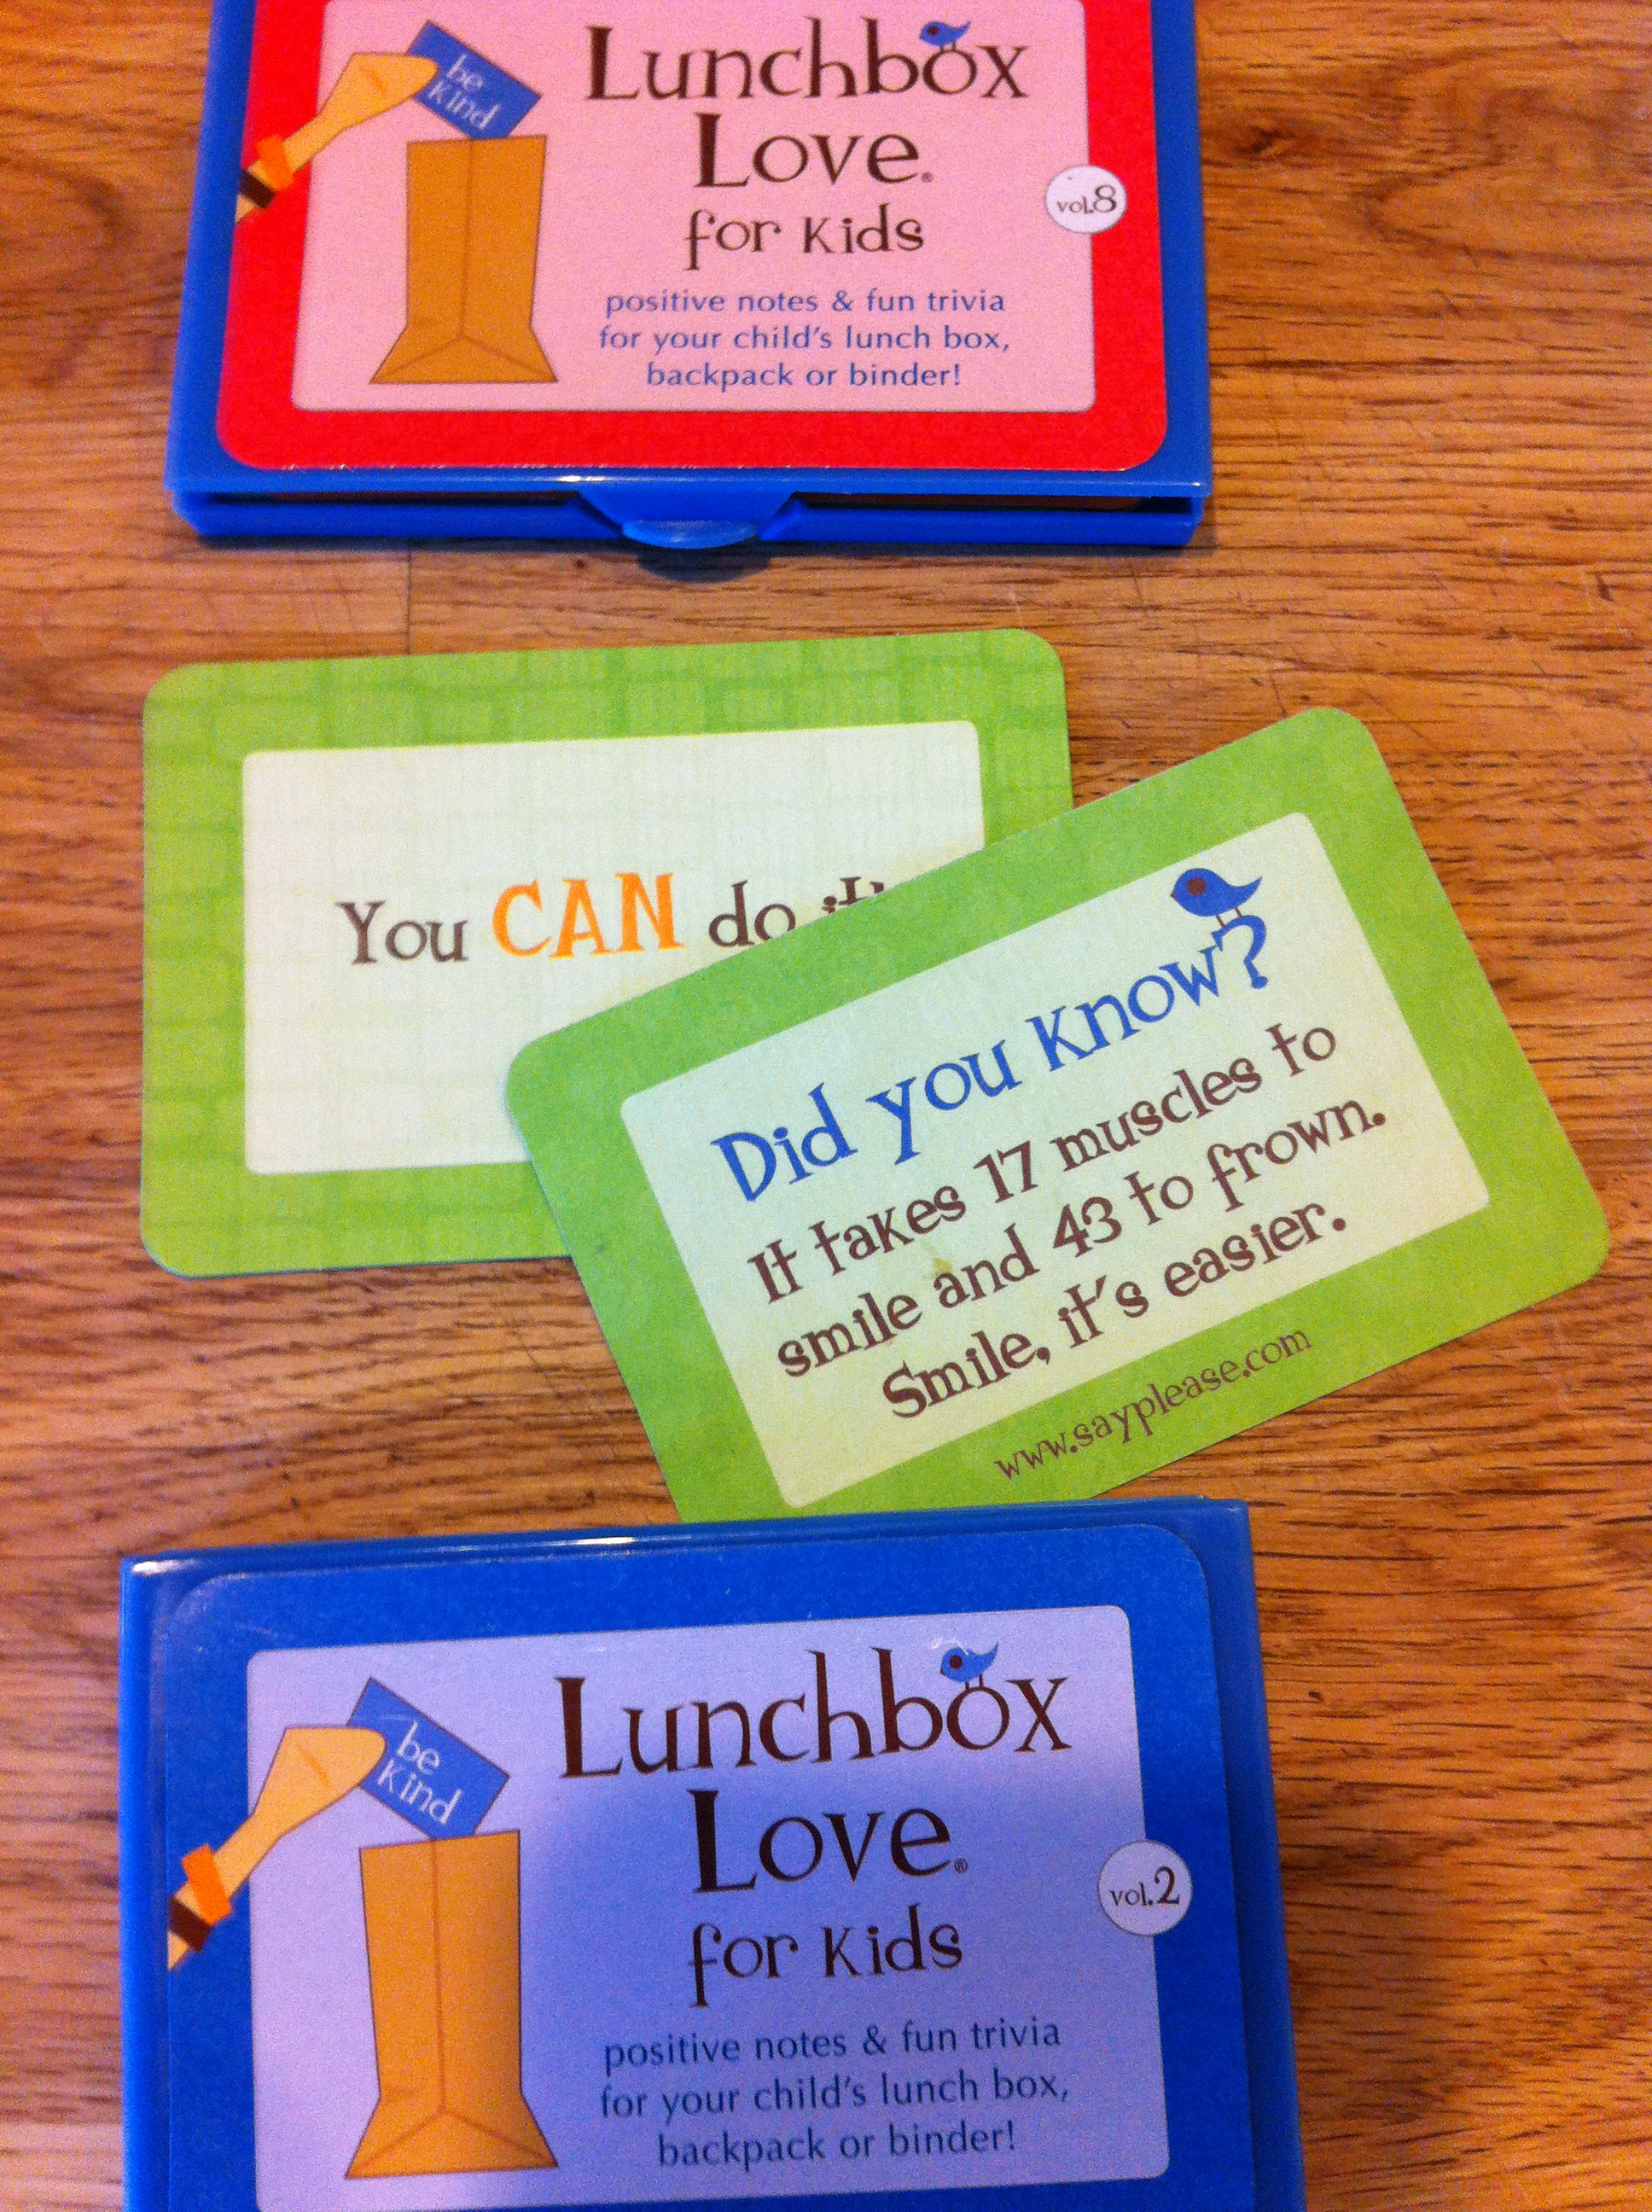 be
kind
Lunchbox
Love®
for kids
vol.8
positive notes & fun trivia
for your child's lunch box,
backpack or binder!
You CAN do it!
Did you know?
It takes 17 muscles to
smile and 43 to frown.
Smile, it's easier.
www.sayplease.com
be
kind
Lunchbox
Love®
for kids
vol.2
positive notes & fun trivia
for your child's lunch box,
backpack or binder!